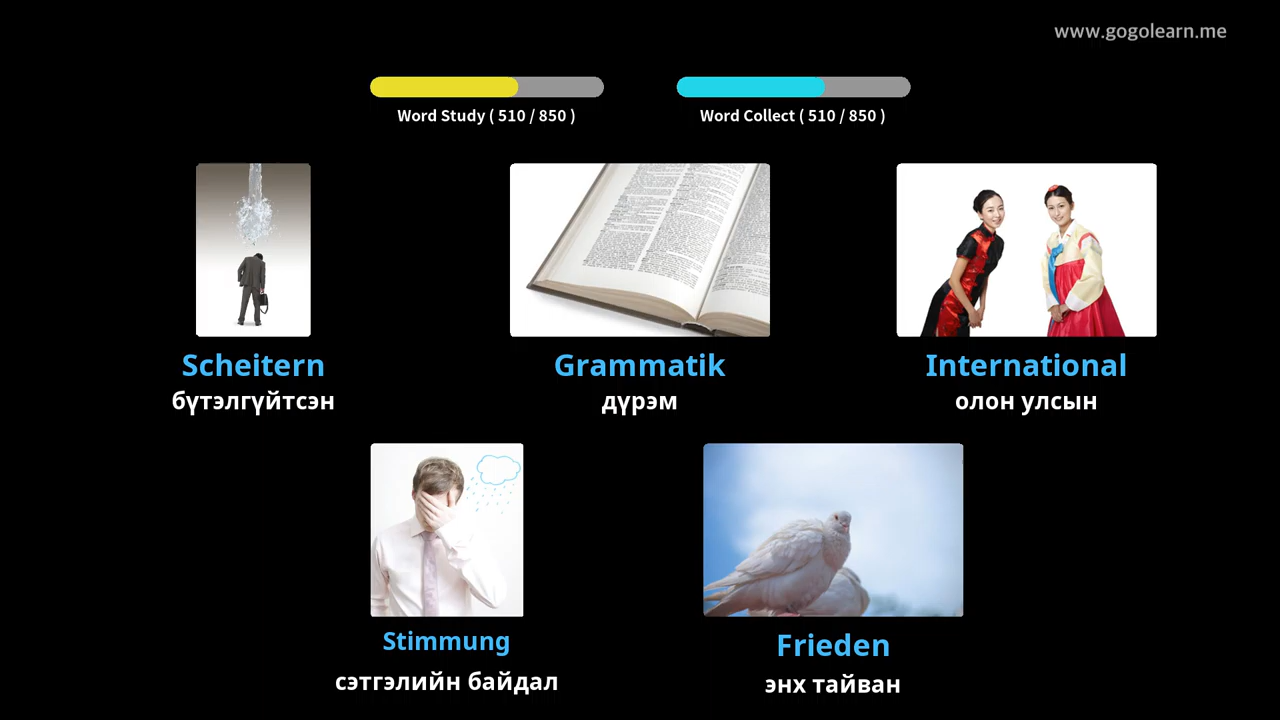 www.gogolearn.me
Word Study ( 510 / 850 )
Word Collect ( 510 / 850 )
Scheitern
бүтэлгүйтсэн
Grammatik
дүрэм
International
олон улсын
Stimmung
сэтгэлийн байдал
Frieden
энх тайван